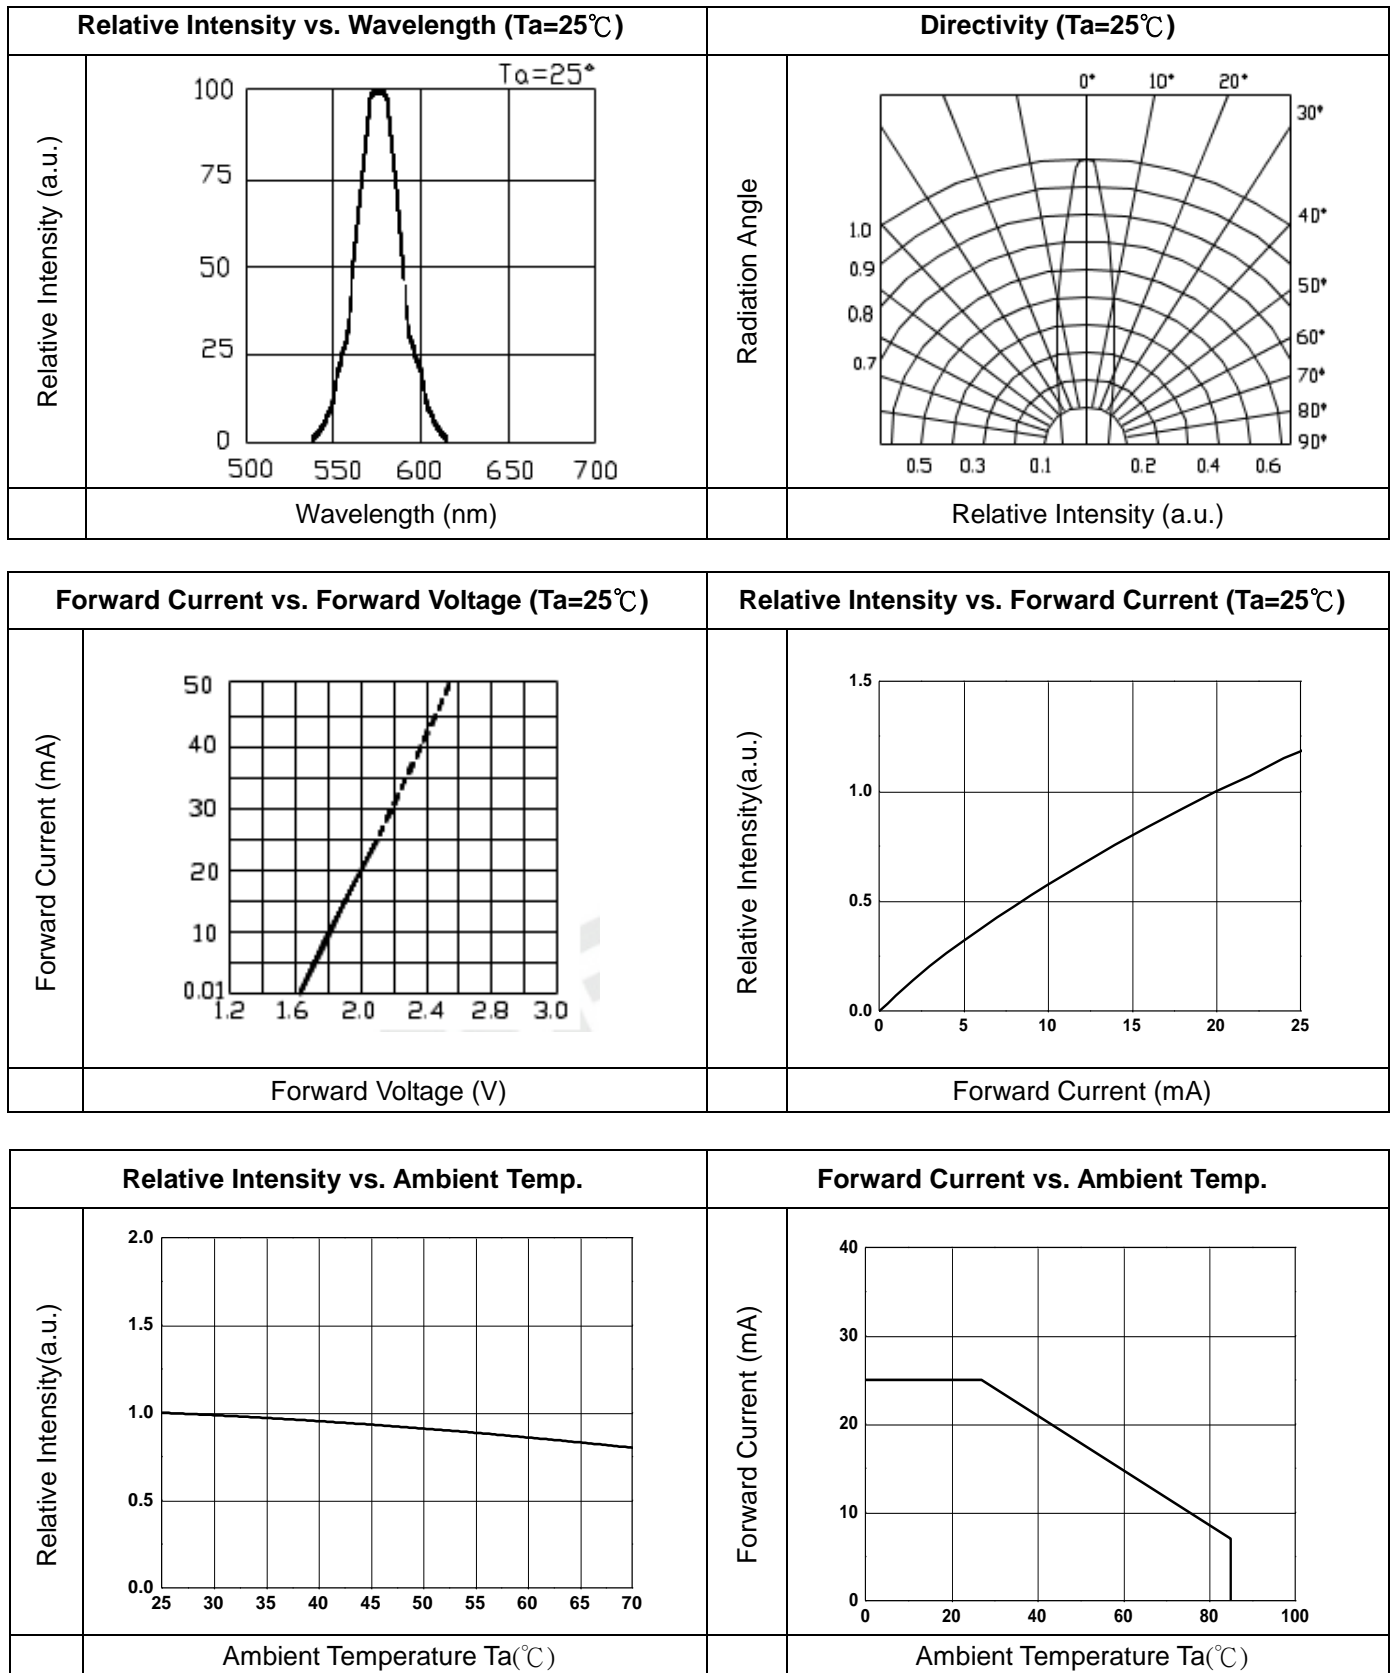 Relative Intensity vs. Wavelength (Ta=25℃)
Directivity (Ta=25℃)
Relative Intensity (a.u.)
Ta=25°
100
75
50
25
0
500 550 600 650 700
Wavelength (nm)
Radiation Angle
0° 10° 20°
30°
40°
50°
60°
70°
80°
90°
1.0
0.9
0.8
0.7
0.5 0.3 0.1 0.2 0.4 0.6
Relative Intensity (a.u.)
Forward Current vs. Forward Voltage (Ta=25℃)
Relative Intensity vs. Forward Current (Ta=25℃)
Forward Current (mA)
50
40
30
20
10
0.01
1.2 1.6 2.0 2.4 2.8 3.0
Forward Voltage (V)
Relative Intensity(a.u.)
1.5
1.0
0.5
0.0
0 5 10 15 20 25
Forward Current (mA)
Relative Intensity vs. Ambient Temp.
Forward Current vs. Ambient Temp.
Relative Intensity(a.u.)
2.0
1.5
1.0
0.5
0.0
25 30 35 40 45 50 55 60 65 70
Ambient Temperature Ta(℃)
Forward Current (mA)
40
30
20
10
0
0 20 40 60 80 100
Ambient Temperature Ta(℃)